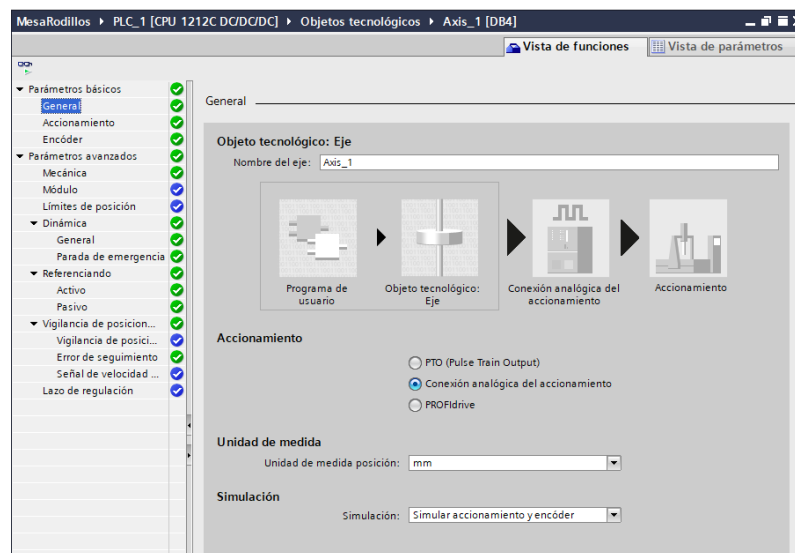 MesaRodillos ▸ PLC_1 [CPU 1212C DC/DC/DC] ▸ Objetos tecnológicos ▸ Axis_1 [DB4]
Vista de funciones
Vista de parámetros
Parámetros básicos
General
Accionamiento
Encóder
Parámetros avanzados
Mecánica
Módulo
Límites de posición
Dinámica
General
Parada de emergencia
Referenciando
Activo
Pasivo
Vigilancia de posicion...
Vigilancia de posici...
Error de seguimiento
Señal de velocidad ...
Lazo de regulación
General
Objeto tecnológico: Eje
Nombre del eje: Axis_1
Programa de
usuario
Objeto tecnológico:
Eje
Conexión analógica del
accionamiento
Accionamiento
Accionamiento
PTO (Pulse Train Output)
Conexión analógica del accionamiento
PROFIdrive
Unidad de medida
Unidad de medida posición: mm
Simulación
Simulación: Simular accionamiento y encóder